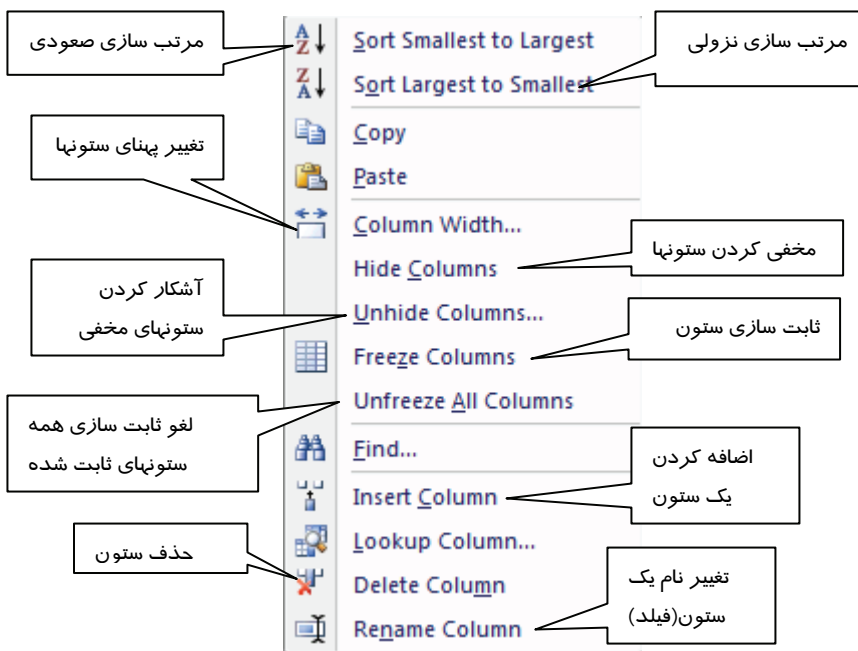 مرتب سازی صعودی
Sort Smallest to Largest
مرتب سازی نزولی
Sort Largest to Smallest
Copy
تغییر پهنای ستونها
Paste
Column Width...
مخفی کردن ستونها
Hide Columns
آشکار کردن
ستونهای مخفی
Unhide Columns...
ثابت سازی ستون
Freeze Columns
Unfreeze All Columns
لغو ثابت سازی همه
ستونهای ثابت شده
Find...
اضافه کردن
یک ستون
Insert Column
Lookup Column...
حذف ستون
Delete Column
تغییر نام یک
ستون(فیلد)
Rename Column